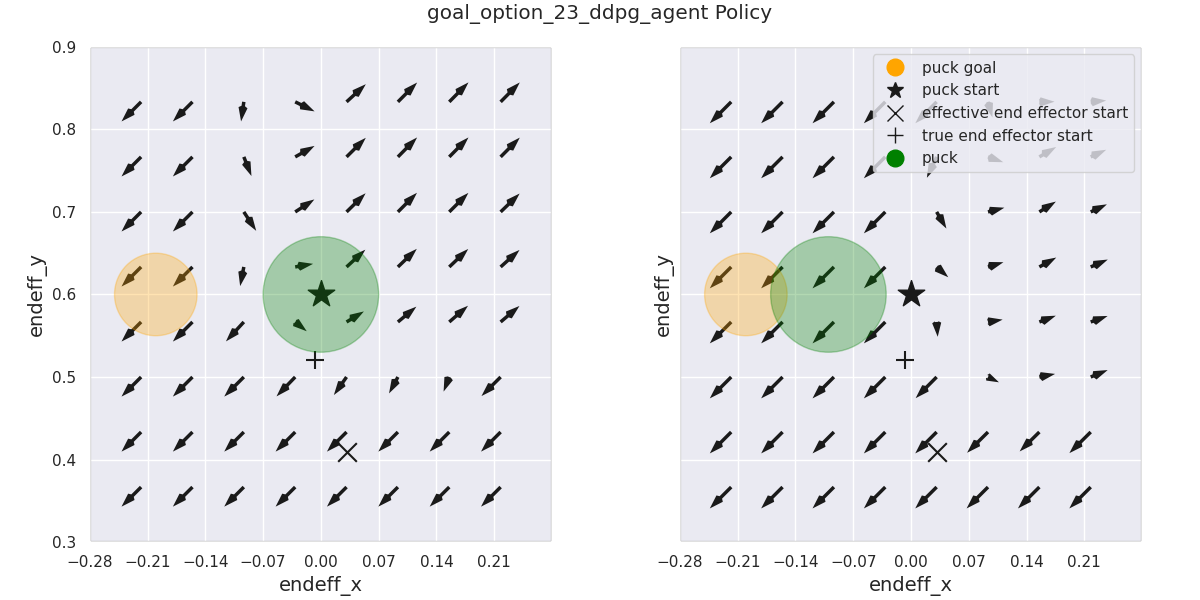 goal_option_23_ddpg_agent Policy
0.9
0.8
0.7
0.6
0.5
0.4
0.3
endeff_y
−0.28 −0.21 −0.14 −0.07 0.00 0.07 0.14 0.21
endeff_x
endeff_y
puck goal
puck start
effective end effector start
true end effector start
puck
−0.28 −0.21 −0.14 −0.07 0.00 0.07 0.14 0.21
endeff_x